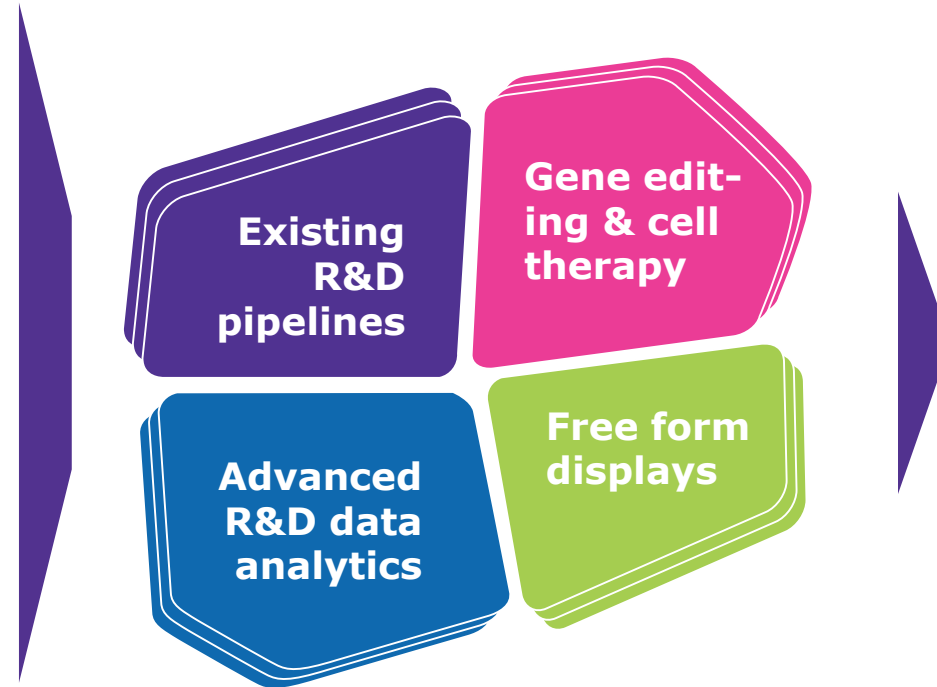 Existing
R&D
pipelines
Gene edit-
ing & cell
therapy
Advanced
R&D data
analytics
Free form
displays